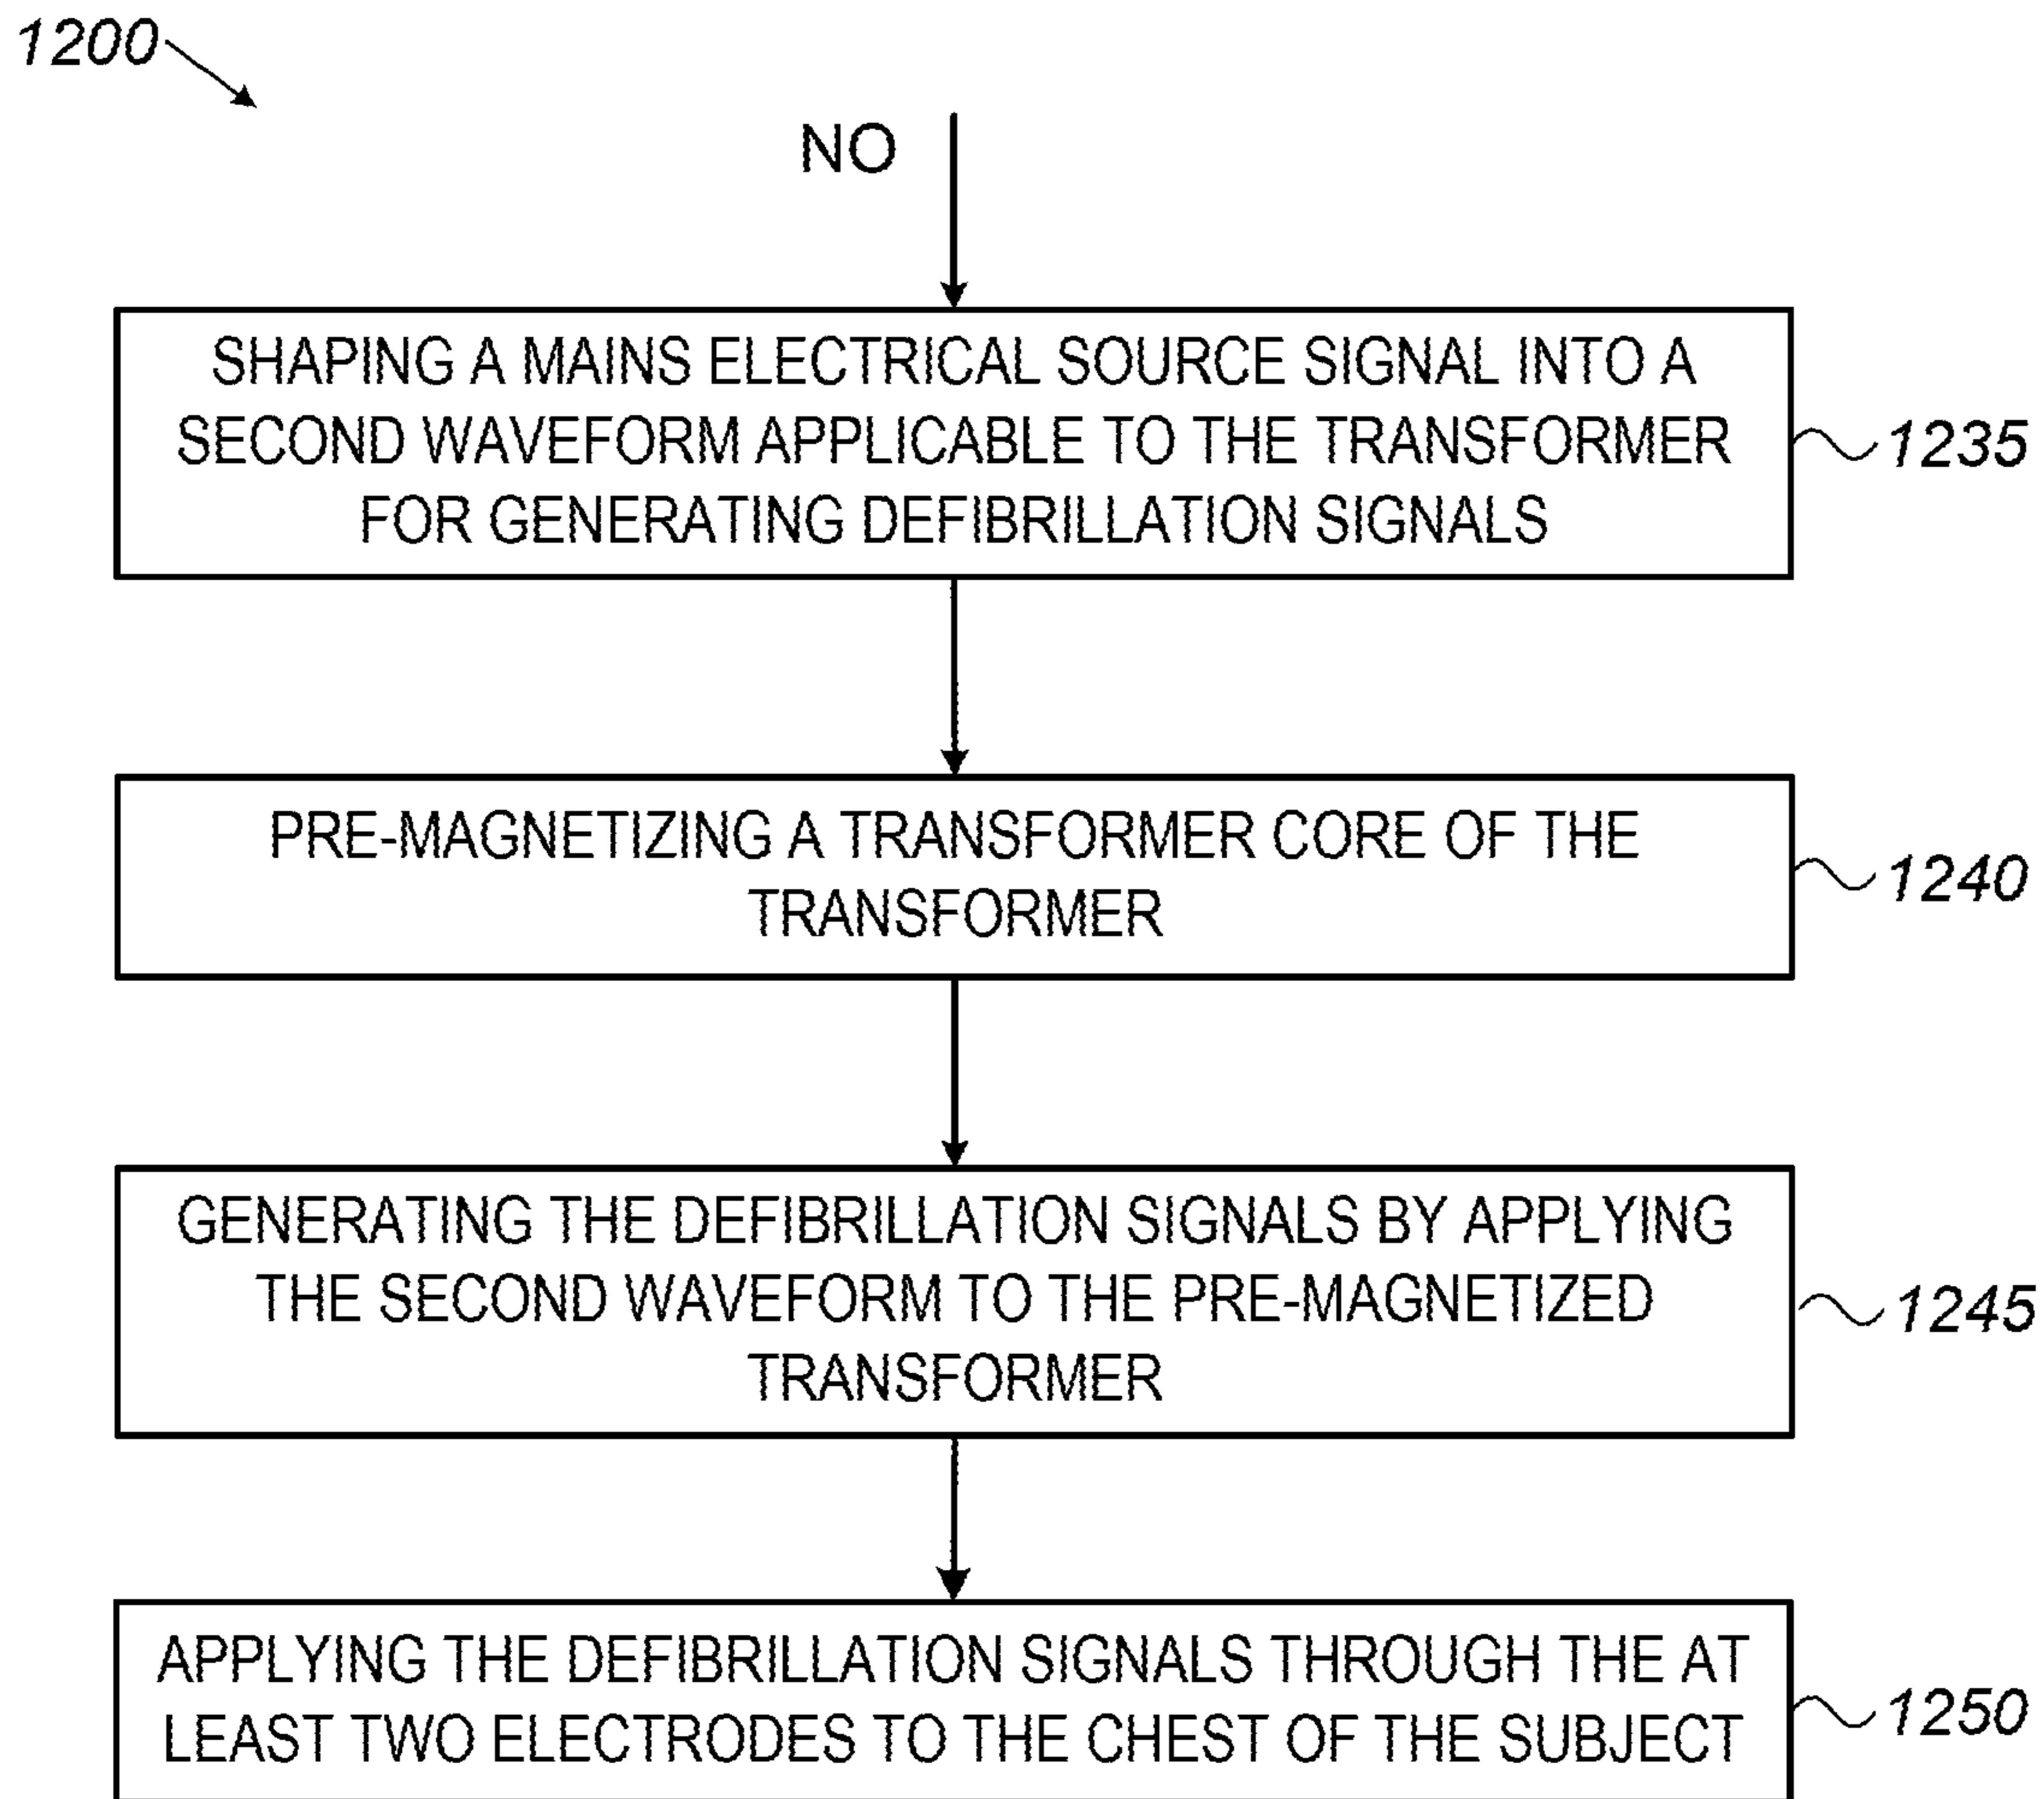 1200
NO
SHAPING A MAINS ELECTRICAL SOURCE SIGNAL INTO A
SECOND WAVEFORM APPLICABLE TO THE TRANSFORMER
FOR GENERATING DEFIBRILLATION SIGNALS
1235
PRE-MAGNETIZING A TRANSFORMER CORE OF THE
TRANSFORMER
1240
GENERATING THE DEFIBRILLATION SIGNALS BY APPLYING
THE SECOND WAVEFORM TO THE PRE-MAGNETIZED
TRANSFORMER
1245
APPLYING THE DEFIBRILLATION SIGNALS THROUGH THE AT
LEAST TWO ELECTRODES TO THE CHEST OF THE SUBJECT
1250